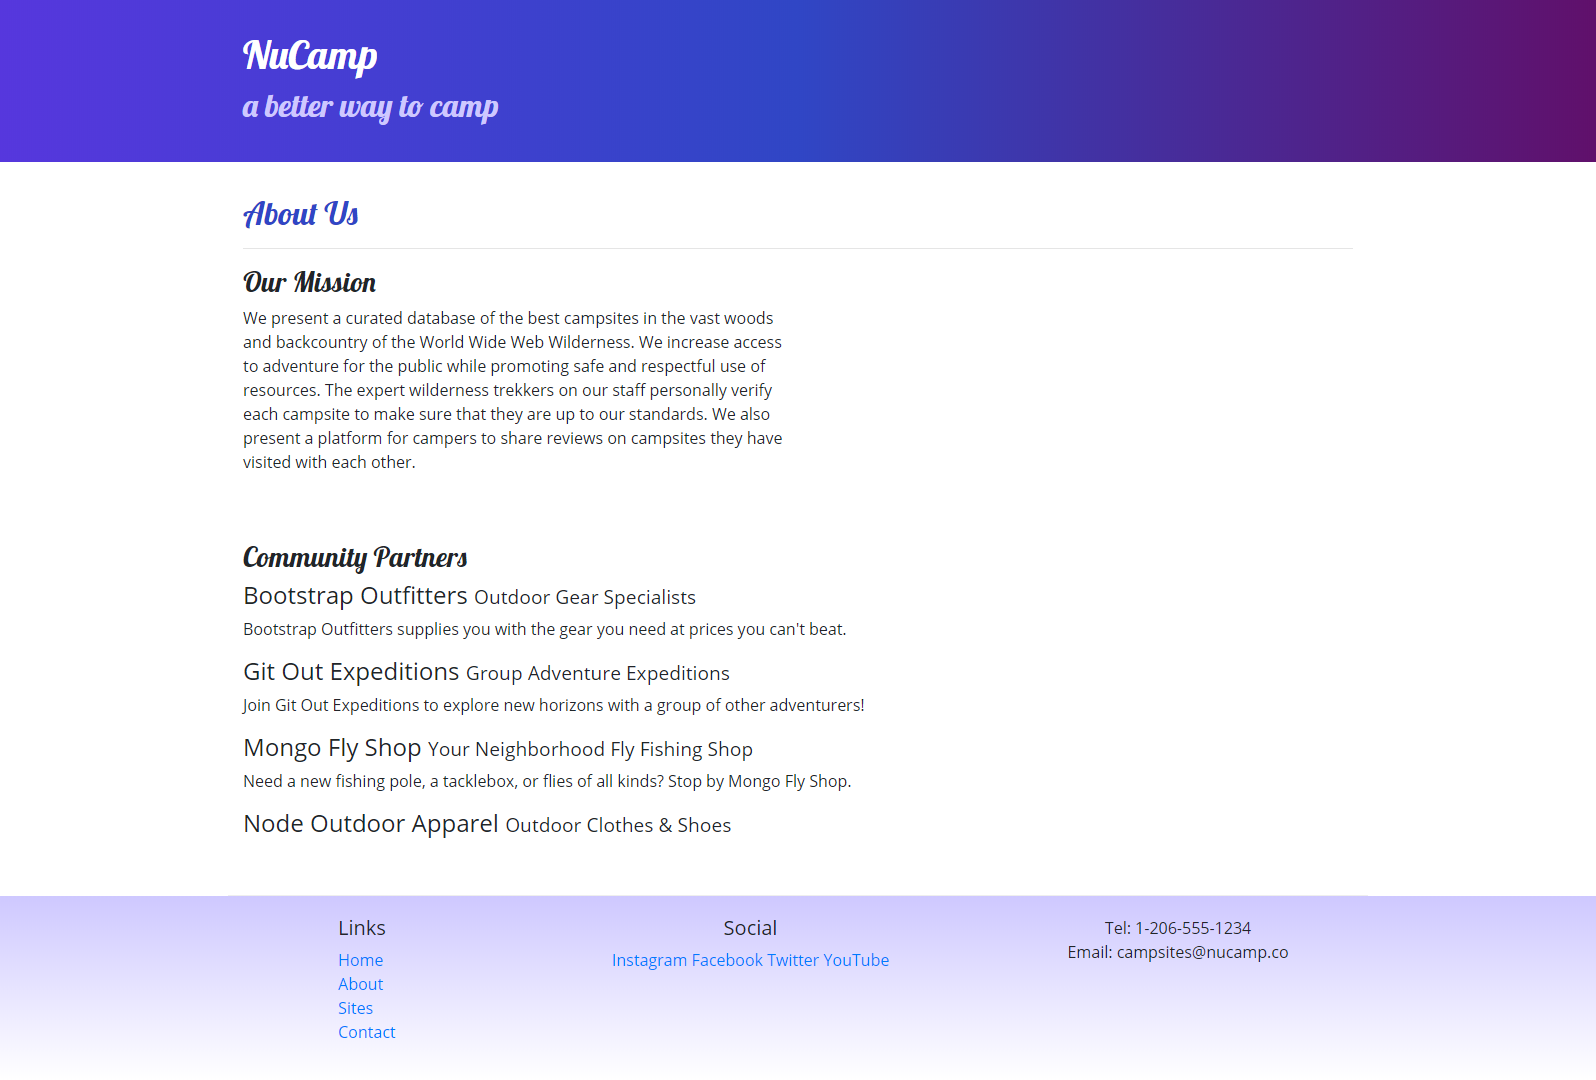 NuCamp
a better way to camp
About Us
Our Mission
We present a curated database of the best campsites in the vast woods
and backcountry of the World Wide Web Wilderness. We increase access
to adventure for the public while promoting safe and respectful use of
resources. The expert wilderness trekkers on our staff personally verify
each campsite to make sure that they are up to our standards. We also
present a platform for campers to share reviews on campsites they have
visited with each other.
Community Partners
Bootstrap Outfitters Outdoor Gear Specialists
Bootstrap Outfitters supplies you with the gear you need at prices you can't beat.
Git Out Expeditions Group Adventure Expeditions
Join Git Out Expeditions to explore new horizons with a group of other adventurers!
Mongo Fly Shop Your Neighborhood Fly Fishing Shop
Need a new fishing pole, a tacklebox, or flies of all kinds? Stop by Mongo Fly Shop.
Node Outdoor Apparel Outdoor Clothes & Shoes
Links
Home
About
Sites
Contact
Social
Instagram Facebook Twitter YouTube
Tel: 1-206-555-1234
Email: campsites@nucamp.co